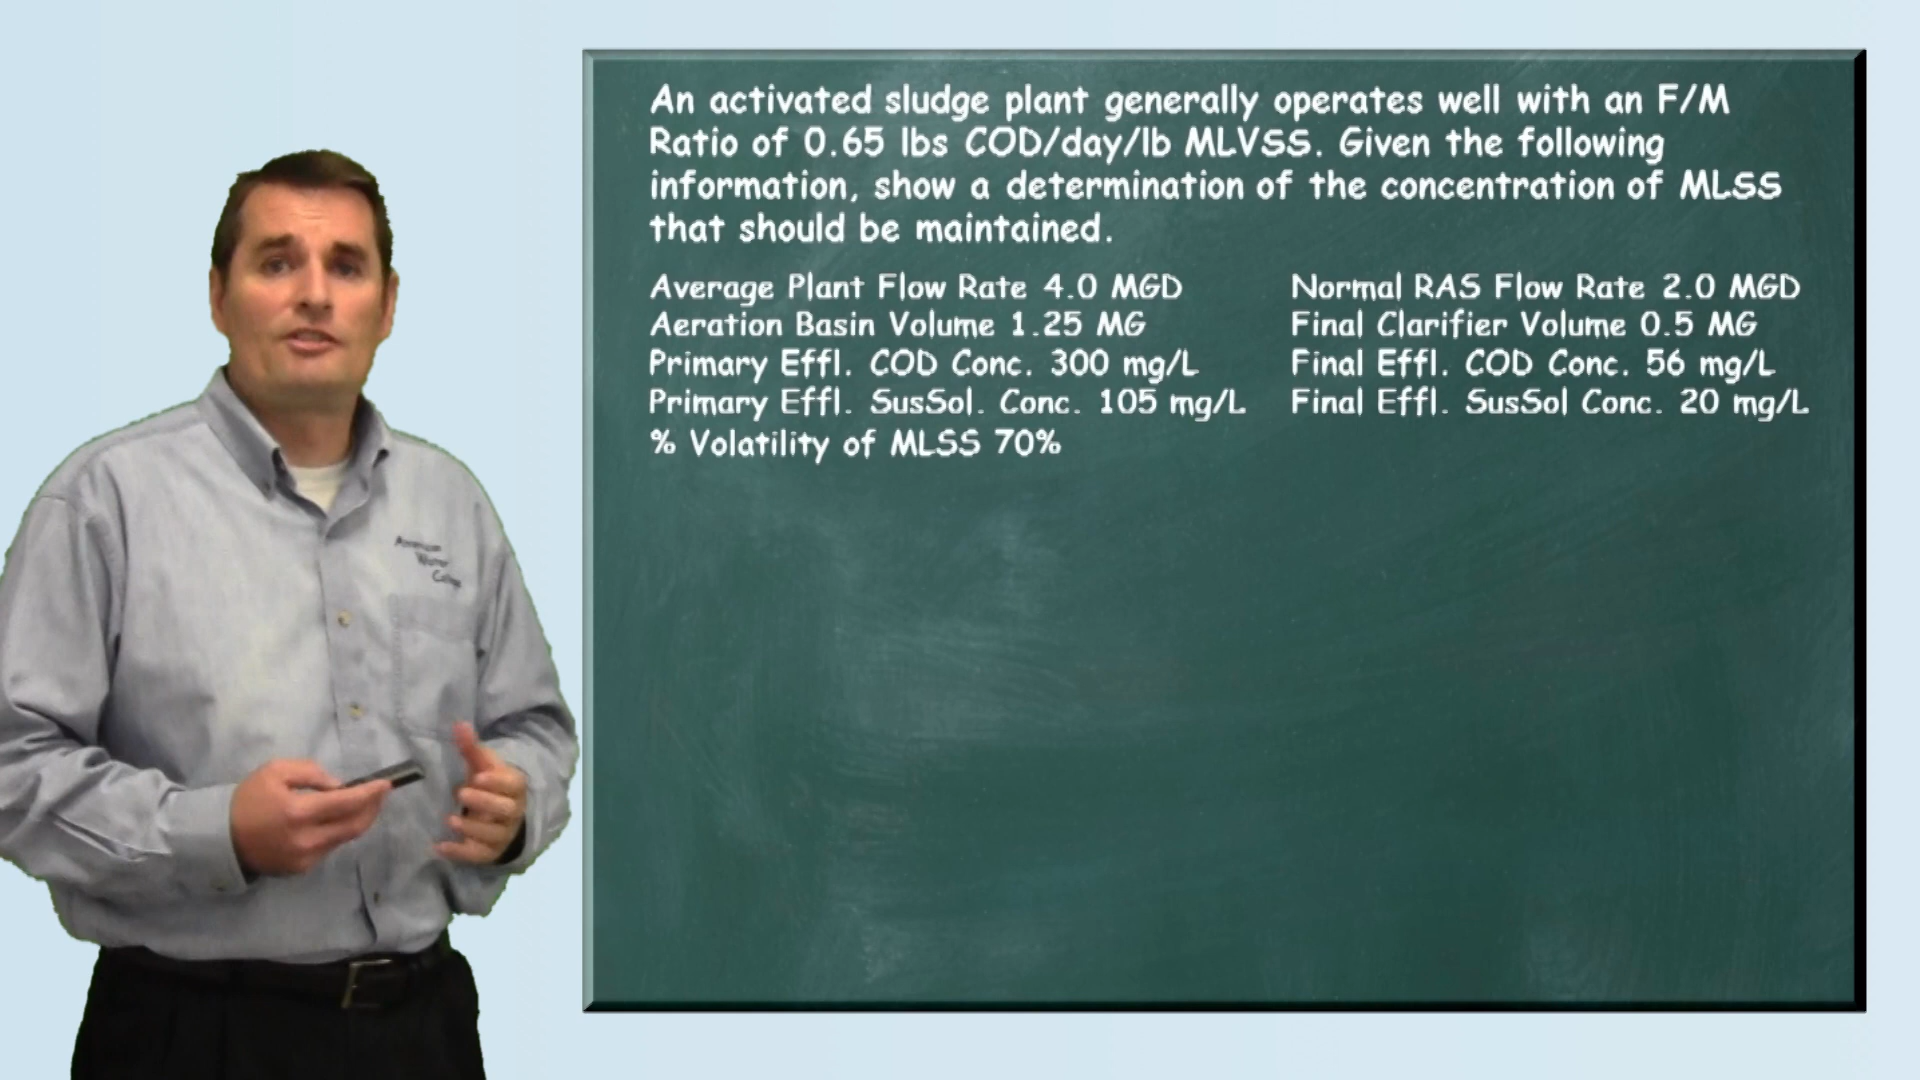 An activated sludge plant generally operates well with an F/M
Ratio of 0.65 lbs COD/day/lb MLVSS. Given the following
information, show a determination of the concentration of MLSS
that should be maintained.
Average Plant Flow Rate 4.0 MGD
Aeration Basin Volume 1.25 MG
Primary Effl. COD Conc. 300 mg/L
Primary Effl. SusSol. Conc. 105 mg/L
% Volatility of MLSS 70%
Normal RAS Flow Rate 2.0 MGD
Final Clarifier Volume 0.5 MG
Final Effl. COD Conc. 56 mg/L
Final Effl. SusSol Conc. 20 mg/L
American
Water
College